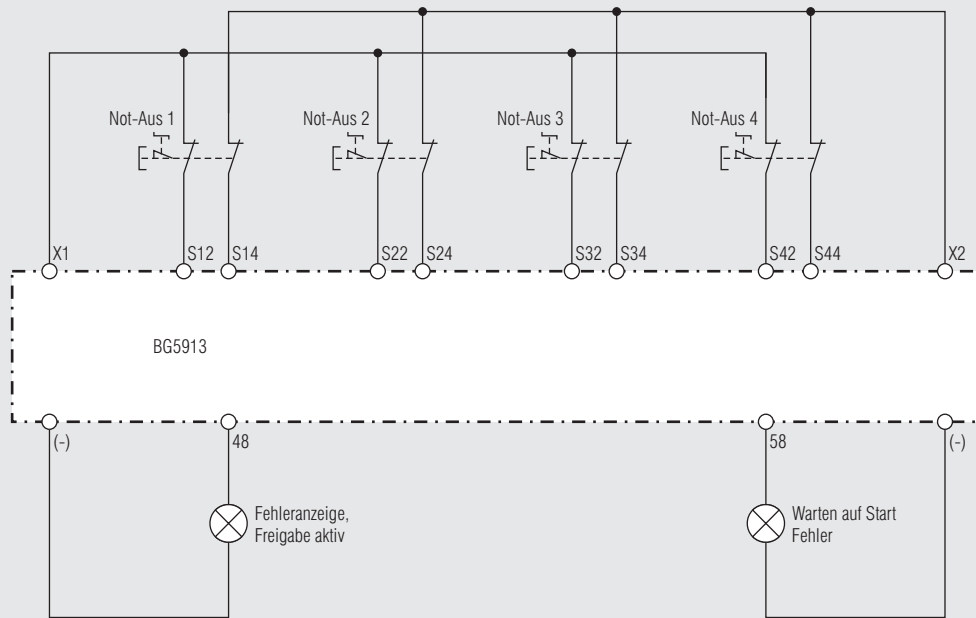 Not-Aus 1
Not-Aus 2
Not-Aus 3
Not-Aus 4
X1
S12
S14
S22
S24
S32
S34
S42
S44
X2
BG5913
(-)
48
58
(-)
Fehleranzeige,
Freigabe aktiv
Warten auf Start
Fehler